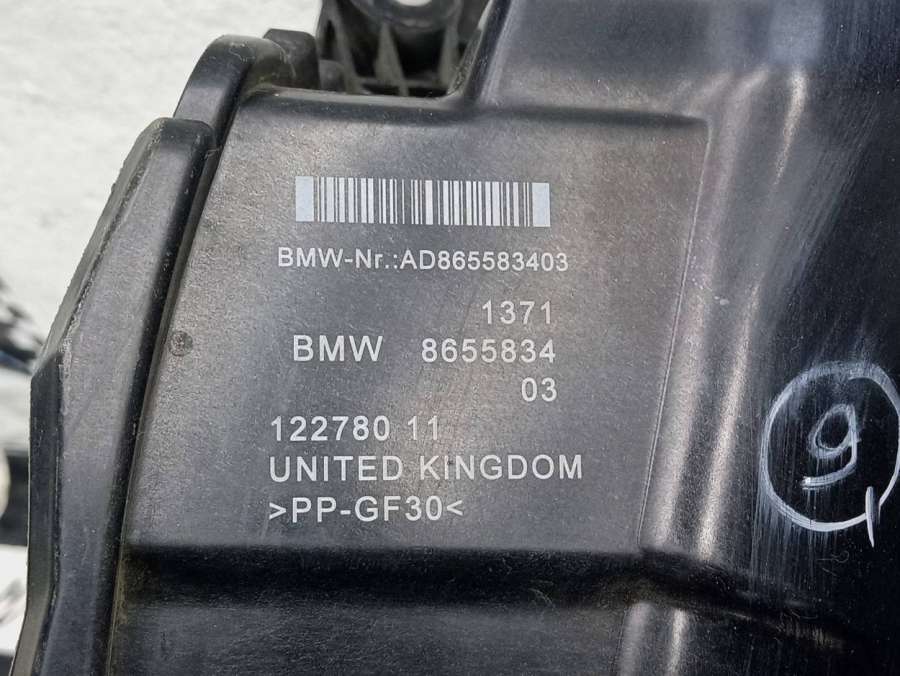 BMW-Nr.:AD865583403
1371
BMW 8655834
03
122780 11
UNITED KINGDOM
>PP-GF30<
9